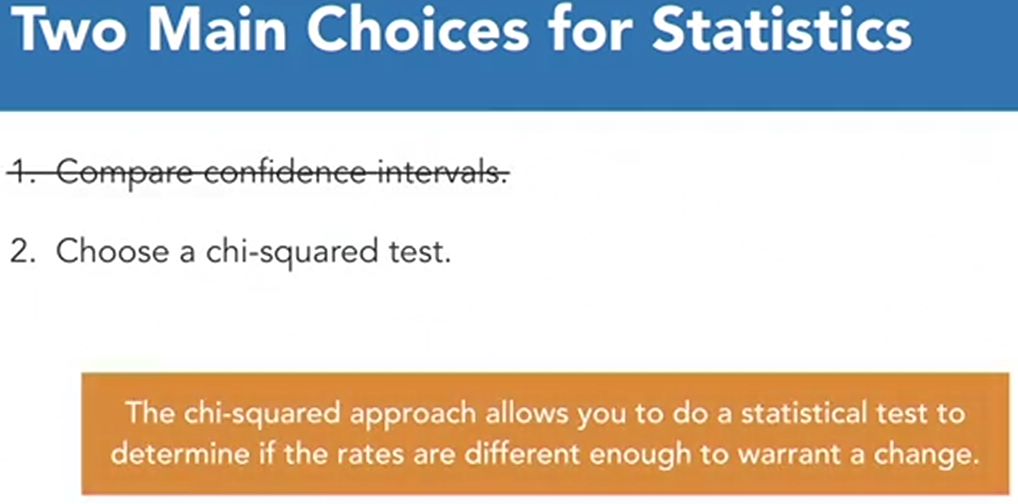 Two Main Choices for Statistics
1. Compare confidence intervals.
2. Choose a chi-squared test.
The chi-squared approach allows you to do a statistical test to
determine if the rates are different enough to warrant a change.